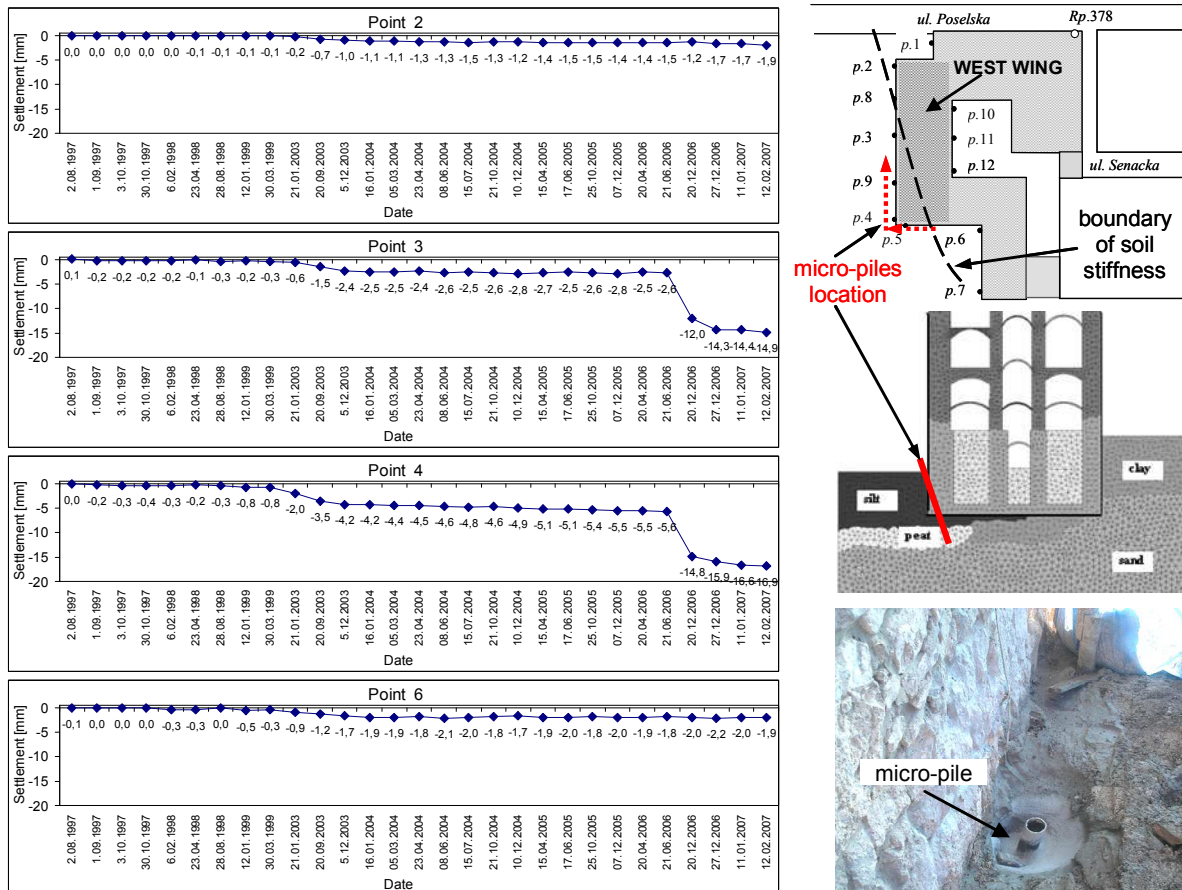 Point 2
Settlement [mm]
0
-5
-10
-15
-20
0,0 0,0 0,0 0,0 0,0 -0,1 -0,1 -0,1 -0,1 -0,2 -0,7 -1,0 -1,1 -1,1 -1,3 -1,3 -1,5 -1,4 -1,2 -1,4 -1,5 -1,4 -1,5 -1,4 -1,5 -1,2 -1,7 -1,7 -1,9
2.08.1997 1.09.1997 3.10.1997 30.10.1997 6.02.1998 23.04.1998 28.08.1998 12.01.1999 30.03.1999 21.01.2003 20.09.2003 5.12.2003 16.01.2004 05.03.2004 23.04.2004 08.06.2004 15.07.2004 21.10.2004 10.12.2004 15.04.2005 17.06.2005 25.10.2005 07.12.2005 20.04.2006 21.06.2006 20.12.2006 27.12.2006 11.01.2007 12.02.2007
Date
Point 3
Settlement [mm]
0
-5
-10
-15
-20
0,1 -0,2 -0,2 -0,2 -0,2 -0,1 -0,3 -0,2 -0,3 -0,6 -1,5 -2,4 -2,5 -2,5 -2,4 -2,6 -2,5 -2,6 -2,8 -2,7 -2,5 -2,6 -2,8 -2,5 -2,6 -12,0 -14,3 -14,4 -14,9
2.08.1997 1.09.1997 3.10.1997 30.10.1997 6.02.1998 23.04.1998 28.08.1998 12.01.1999 30.03.1999 21.01.2003 20.09.2003 5.12.2003 16.01.2004 05.03.2004 23.04.2004 08.06.2004 15.07.2004 21.10.2004 10.12.2004 15.04.2005 17.06.2005 25.10.2005 07.12.2005 20.04.2006 21.06.2006 20.12.2006 27.12.2006 11.01.2007 12.02.2007
Date
Point 4
Settlement [mm]
0
-5
-10
-15
-20
0,0 -0,2 -0,3 -0,4 -0,3 -0,2 -0,3 -0,8 -0,8 -2,0 -3,5 -4,2 -4,2 -4,4 -4,5 -4,6 -4,8 -4,6 -4,9 -5,1 -5,1 -5,4 -5,5 -5,5 -5,6 -14,8 -15,9 -16,6 -16,9
2.08.1997 1.09.1997 3.10.1997 30.10.1997 6.02.1998 23.04.1998 28.08.1998 12.01.1999 30.03.1999 21.01.2003 20.09.2003 5.12.2003 16.01.2004 05.03.2004 23.04.2004 08.06.2004 15.07.2004 21.10.2004 10.12.2004 15.04.2005 17.06.2005 25.10.2005 07.12.2005 20.04.2006 21.06.2006 20.12.2006 27.12.2006 11.01.2007 12.02.2007
Date
Point 6
Settlement [mm]
0
-5
-10
-15
-20
-0,1 0,0 0,0 0,0 -0,3 -0,3 0,0 -0,5 -0,3 -0,9 -1,2 -1,7 -1,9 -1,9 -1,8 -2,1 -2,0 -1,8 -1,7 -1,9 -2,0 -1,8 -2,0 -1,9 -1,8 -2,0 -2,2 -2,0 -1,9
2.08.1997 1.09.1997 3.10.1997 30.10.1997 6.02.1998 23.04.1998 28.08.1998 12.01.1999 30.03.1999 21.01.2003 20.09.2003 5.12.2003 16.01.2004 05.03.2004 23.04.2004 08.06.2004 15.07.2004 21.10.2004 10.12.2004 15.04.2005 17.06.2005 25.10.2005 07.12.2005 20.04.2006 21.06.2006 20.12.2006 27.12.2006 11.01.2007 12.02.2007
Date
ul. Poselska
Rp.378
p.1
p.2
WEST WING
p.8
p.10
p.3
p.11
p.12
ul. Senacka
p.9
p.4
p.5
p.6
boundary
of soil
stiffness
micro-piles
location
p.7
clay
silt
peat
sand
micro-pile